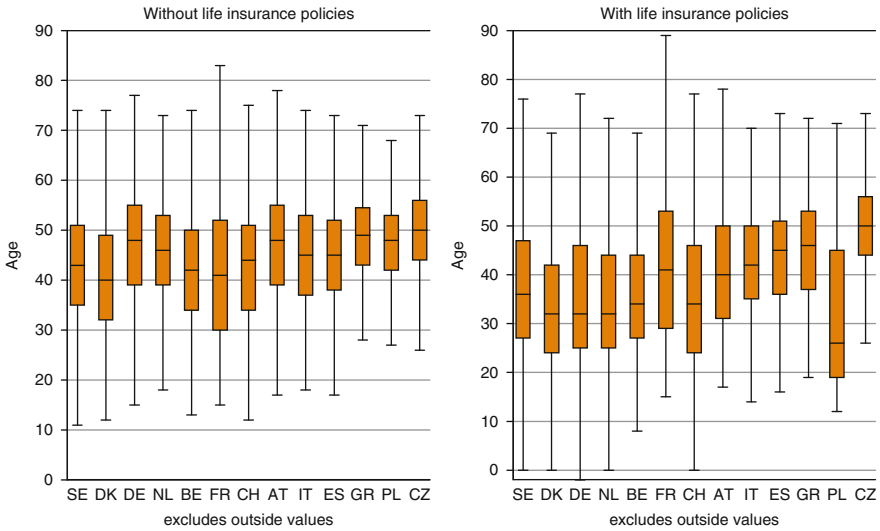 Without life insurance policies
90
80
70
60
50
40
30
20
10
0
Age
SE DK DE NL BE FR CH AT IT ES GR PL CZ
excludes outside values
With life insurance policies
90
80
70
60
50
40
30
20
10
0
Age
SE DK DE NL BE FR CH AT IT ES GR PL CZ
excludes outside values